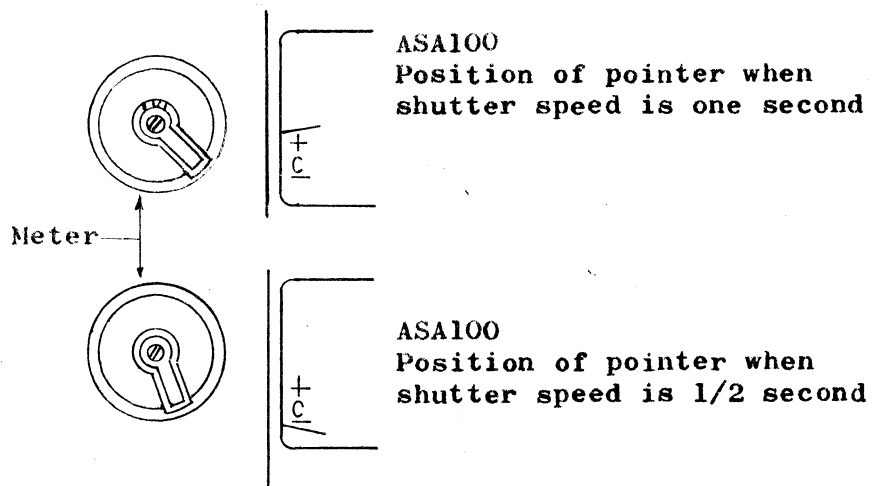 ASA100
Position of pointer when
shutter speed is one second
+
C
Meter
ASA100
Position of pointer when
shutter speed is 1/2 second
+
C